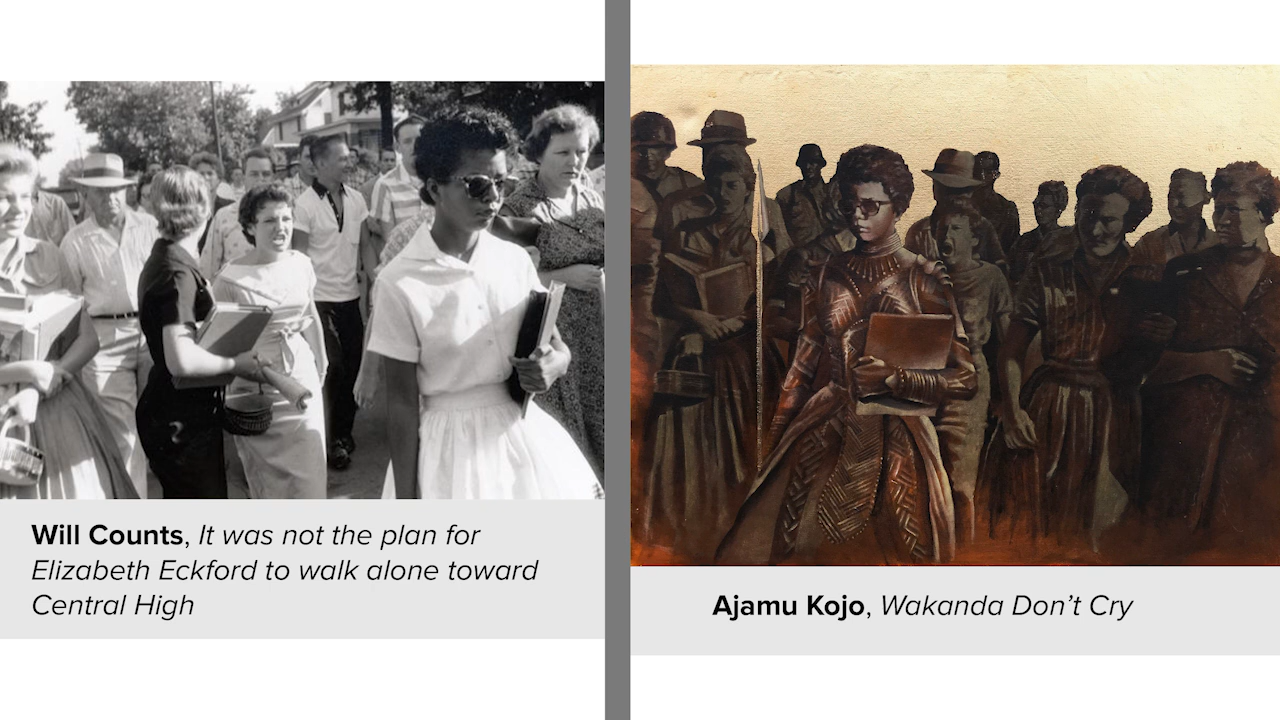 Will Counts, It was not the plan for
Elizabeth Eckford to walk alone toward
Central High
Ajamu Kojo, Wakanda Don’t Cry